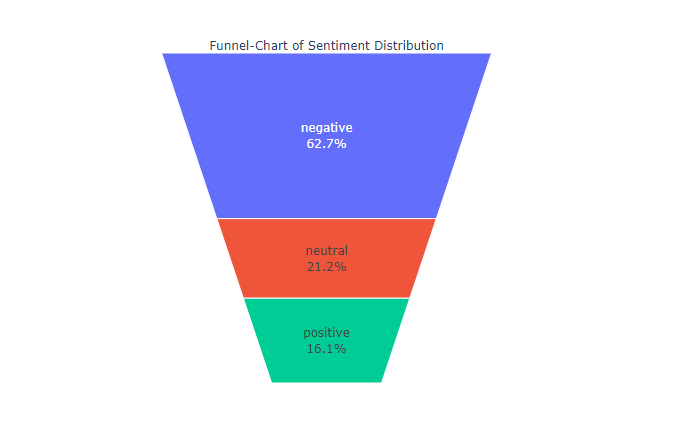 Funnel-Chart of Sentiment Distribution
negative
62.7%
neutral
21.2%
positive
16.1%